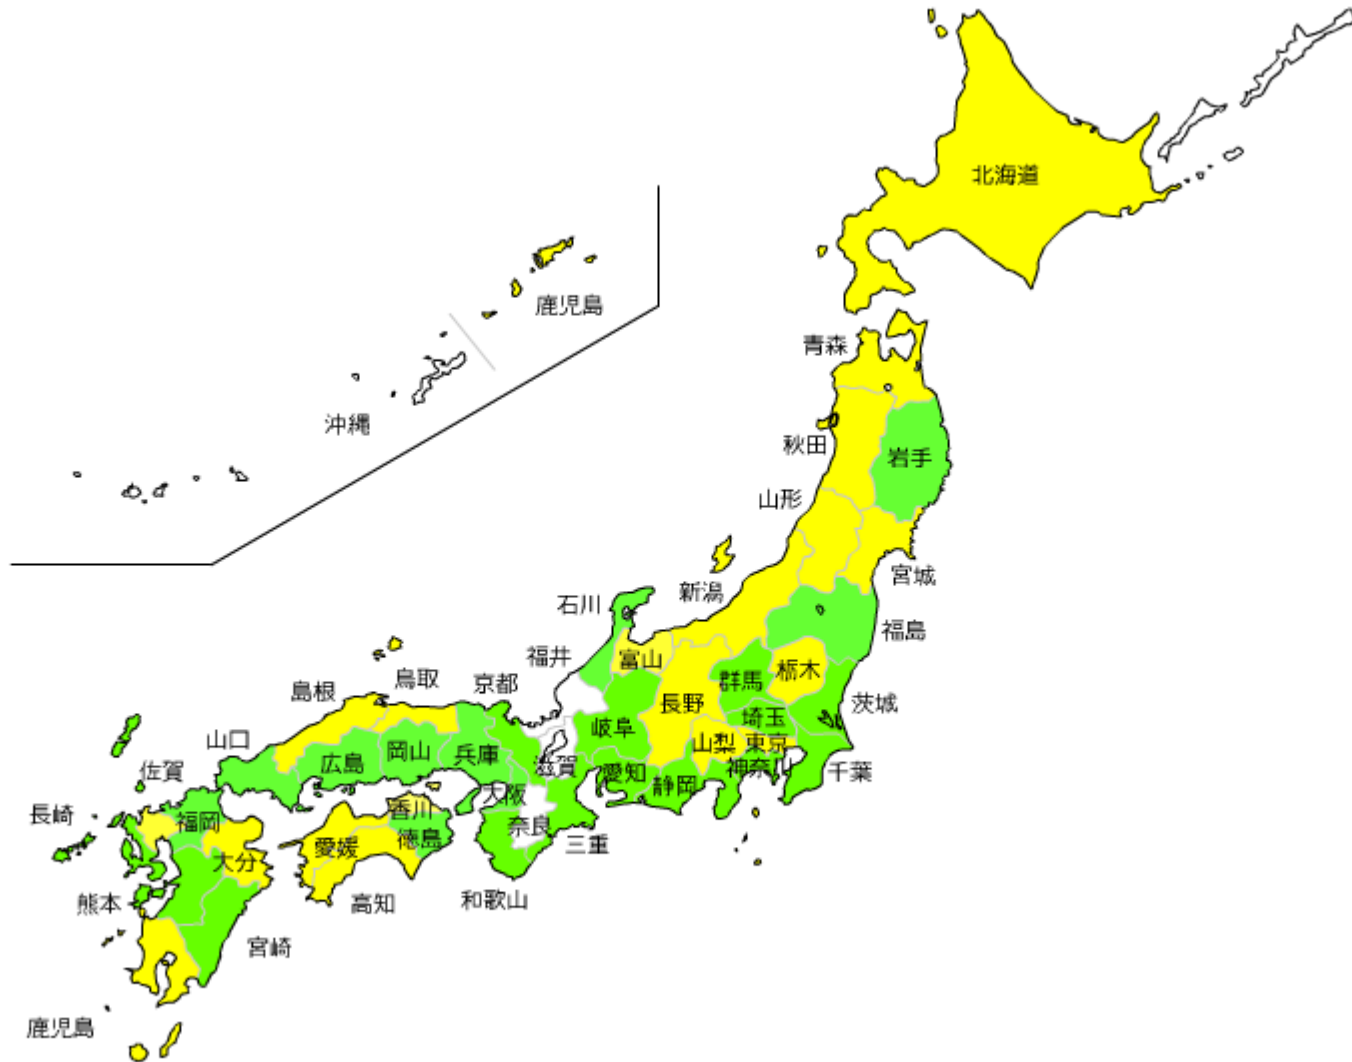 北海道
鹿児島
青森
沖縄
秋田
岩手
山形
宮城
新潟
石川
福島
福井
富山
栃木
鳥取
京都
群馬
島根
長野
茨城
埼玉
岐阜
山口
岡山
兵庫
山梨
東京
広島
滋賀
神奈
佐賀
愛知
千葉
静岡
大阪
香川
長崎
福岡
奈良
徳島
三重
愛媛
大分
和歌山
高知
熊本
宮崎
鹿児島